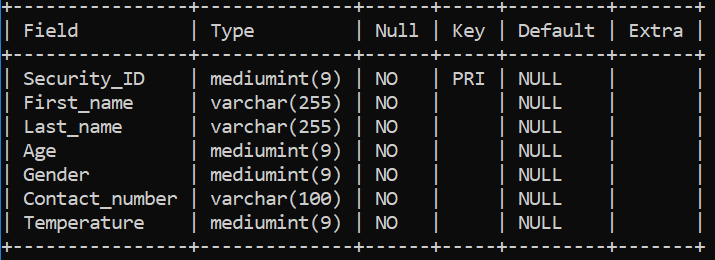 +----------------+--------------+------+-----+---------+-------+
| Field          | Type         | Null | Key | Default | Extra |
+----------------+--------------+------+-----+---------+-------+
| Security_ID    | mediumint(9) | NO   | PRI | NULL    |       |
| First_name     | varchar(255) | NO   |     | NULL    |       |
| Last_name      | varchar(255) | NO   |     | NULL    |       |
| Age            | mediumint(9) | NO   |     | NULL    |       |
| Gender         | mediumint(9) | NO   |     | NULL    |       |
| Contact_number | varchar(100) | NO   |     | NULL    |       |
| Temperature    | mediumint(9) | NO   |     | NULL    |       |
+----------------+--------------+------+-----+---------+-------+